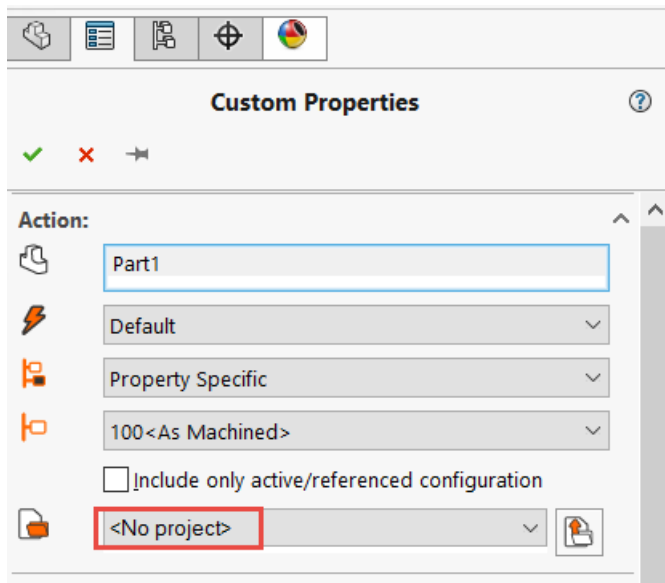 Custom Properties
Action:
Part1
Default
Property Specific
100<As Machined>
Include only active/referenced configuration
<No project>